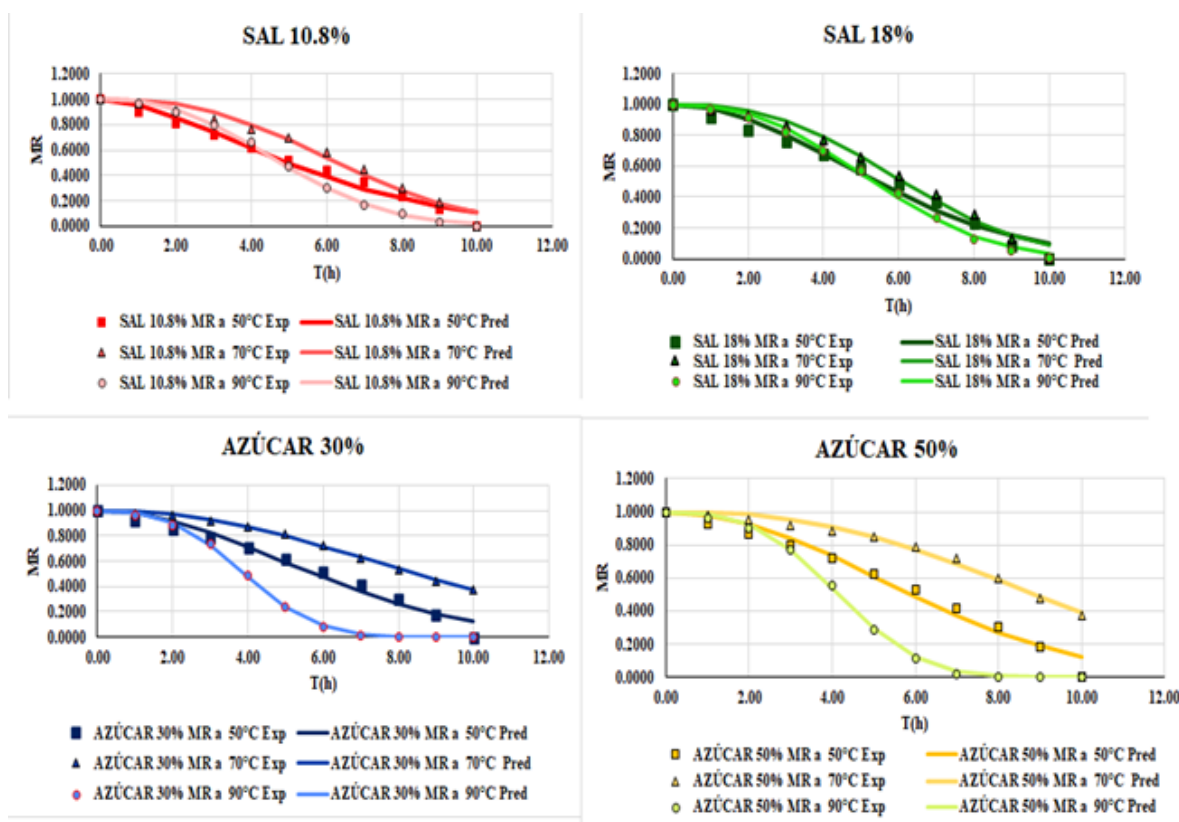 SAL 10.8%
1.2000
1.0000
0.8000
0.6000
0.4000
0.2000
0.0000
MR
0.00 2.00 4.00 6.00 8.00 10.00 12.00
T(h)
SAL 10.8% MR a 50°C Exp SAL 10.8% MR a 50°C Pred
SAL 10.8% MR a 70°C Exp SAL 10.8% MR a 70°C Pred
SAL 10.8% MR a 90°C Exp SAL 10.8% MR a 90°C Pred
SAL 18%
1.2000
1.0000
0.8000
0.6000
0.4000
0.2000
0.0000
MR
0.00 2.00 4.00 6.00 8.00 10.00 12.00
T(h)
SAL 18% MR a 50°C Exp SAL 18% MR a 50°C Pred
SAL 18% MR a 70°C Exp SAL 18% MR a 70°C Pred
SAL 18% MR a 90°C Exp SAL 18% MR a 90°C Pred
AZÚCAR 30%
1.2000
1.0000
0.8000
0.6000
0.4000
0.2000
0.0000
MR
0.00 2.00 4.00 6.00 8.00 10.00 12.00
T(h)
AZÚCAR 30% MR a 50°C Exp AZÚCAR 30% MR a 50°C Pred
AZÚCAR 30% MR a 70°C Exp AZÚCAR 30% MR a 70°C Pred
AZÚCAR 30% MR a 90°C Exp AZÚCAR 30% MR a 90°C Pred
AZÚCAR 50%
1.2000
1.0000
0.8000
0.6000
0.4000
0.2000
0.0000
MR
0.00 2.00 4.00 6.00 8.00 10.00 12.00
T(h)
AZÚCAR 50% MR a 50°C Exp AZÚCAR 50% MR a 50°C Pred
AZÚCAR 50% MR a 70°C Exp AZÚCAR 50% MR a 70°C Pred
AZÚCAR 50% MR a 90°C Exp AZÚCAR 50% MR a 90°C Pred